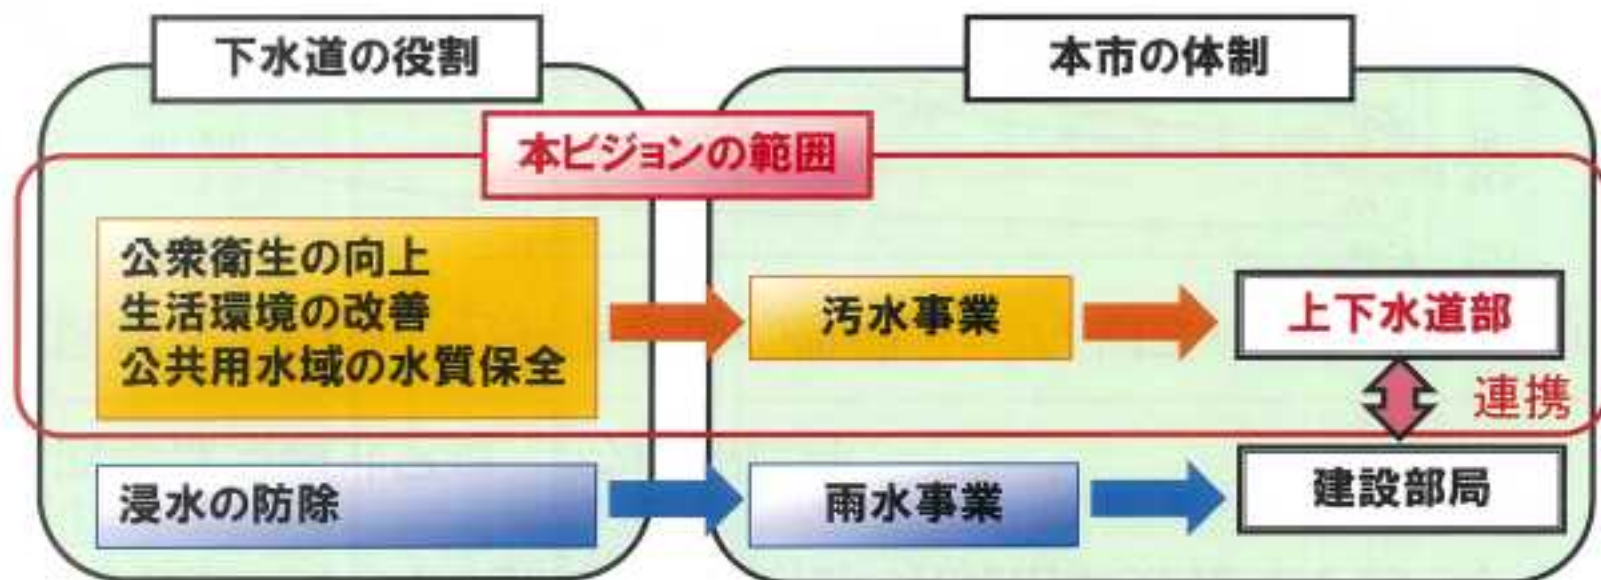 下水道の役割
本市の体制
本ビジョンの範囲
公衆衛生の向上
生活環境の改善
公共用水域の水質保全
汚水事業
上下水道部
連携
浸水の防除
雨水事業
建設部局